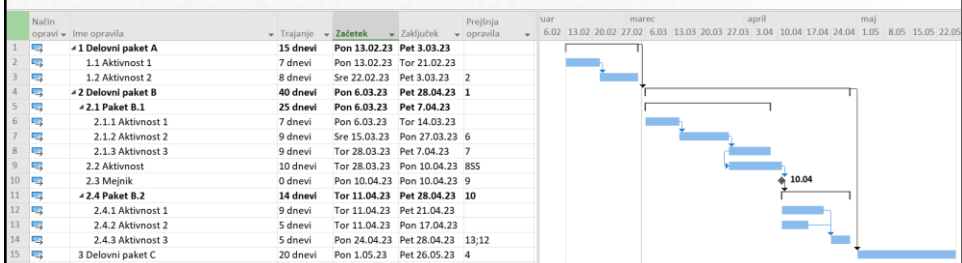 Način Prejšnja uar marec april maj
opravi Ime opravila Trajanje Začetek Zaključek opravila 6.02 13.02 20.02 27.02 6.03 13.03 20.03 27.03 3.04 10.04 17.04 24.04 1.05 8.05 15.05 22.05
1 1 Delovni paket A 15 dnevi Pon 13.02.23 Pet 3.03.23
2 1.1 Aktivnost 1 7 dnevi Pon 13.02.23 Tor 21.02.23
3 1.2 Aktivnost 2 8 dnevi Sre 22.02.23 Pet 3.03.23 2
4 2 Delovni paket B 40 dnevi Pon 6.03.23 Pet 28.04.23 1
5 2.1 Paket B.1 25 dnevi Pon 6.03.23 Pet 7.04.23
6 2.1.1 Aktivnost 1 7 dnevi Pon 6.03.23 Tor 14.03.23
7 2.1.2 Aktivnost 2 9 dnevi Sre 15.03.23 Pon 27.03.23 6
8 2.1.3 Aktivnost 3 9 dnevi Tor 28.03.23 Pet 7.04.23 7
9 2.2 Aktivnost 10 dnevi Tor 28.03.23 Pon 10.04.23 8SS
10 2.3 Mejnik 0 dnevi Pon 10.04.23 Pon 10.04.23 9 10.04
11 2.4 Paket B.2 14 dnevi Tor 11.04.23 Pet 28.04.23 10
12 2.4.1 Aktivnost 1 9 dnevi Tor 11.04.23 Pet 21.04.23
13 2.4.2 Aktivnost 2 5 dnevi Tor 11.04.23 Pon 17.04.23
14 2.4.3 Aktivnost 3 5 dnevi Pon 24.04.23 Pet 28.04.23 13;12
15 3 Delovni paket C 20 dnevi Pon 1.05.23 Pet 26.05.23 4